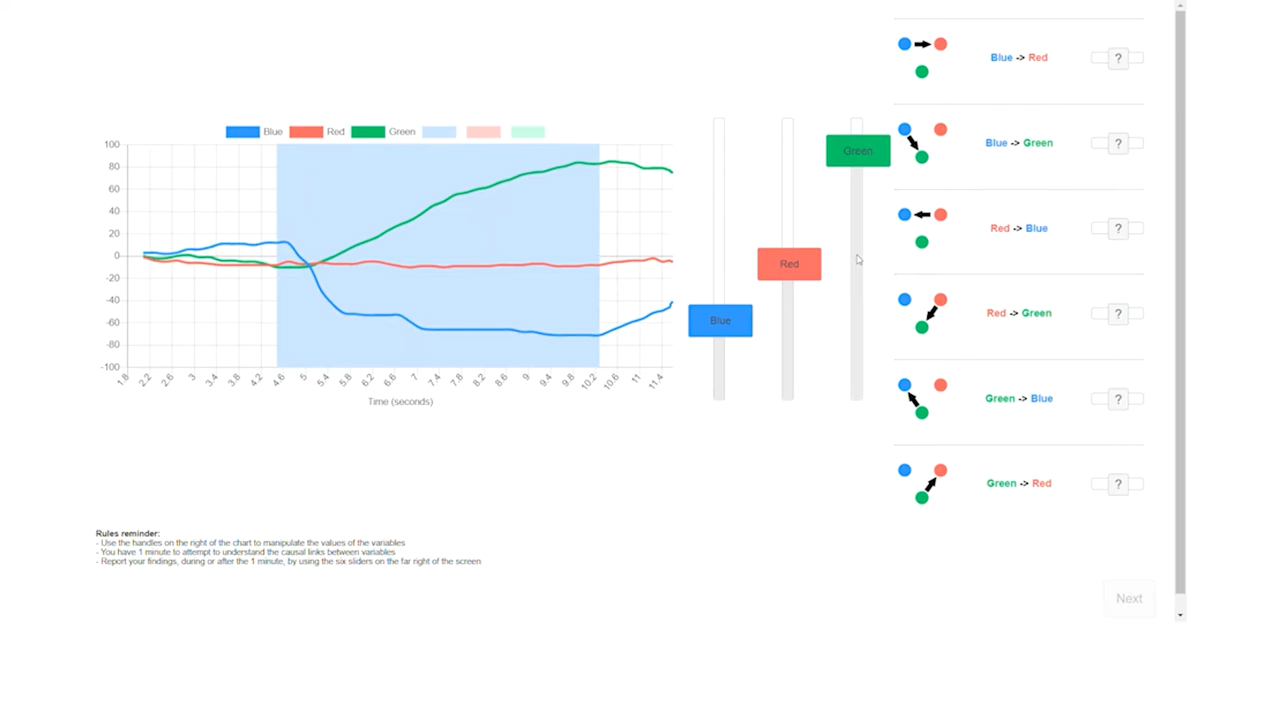 Blue Red Green
100
80
60
40
20
0
-20
-40
-60
-80
-100
1.8 2.2 2.6 3 3.4 3.8 4.2 4.6 5 5.4 5.8 6.2 6.6 7 7.4 7.8 8.2 8.6 9 9.4 9.8 10.2 10.6 11 11.4
Time (seconds)
Blue
Red
Green
Blue -> Red ?
Blue -> Green ?
Red -> Blue ?
Red -> Green ?
Green -> Blue ?
Green -> Red ?
Rules reminder:
- Use the handles on the right of the chart to manipulate the values of the variables
- You have 1 minute to attempt to understand the causal links between variables
- Report your findings, during or after the 1 minute, by using the six sliders on the far right of the screen
Next